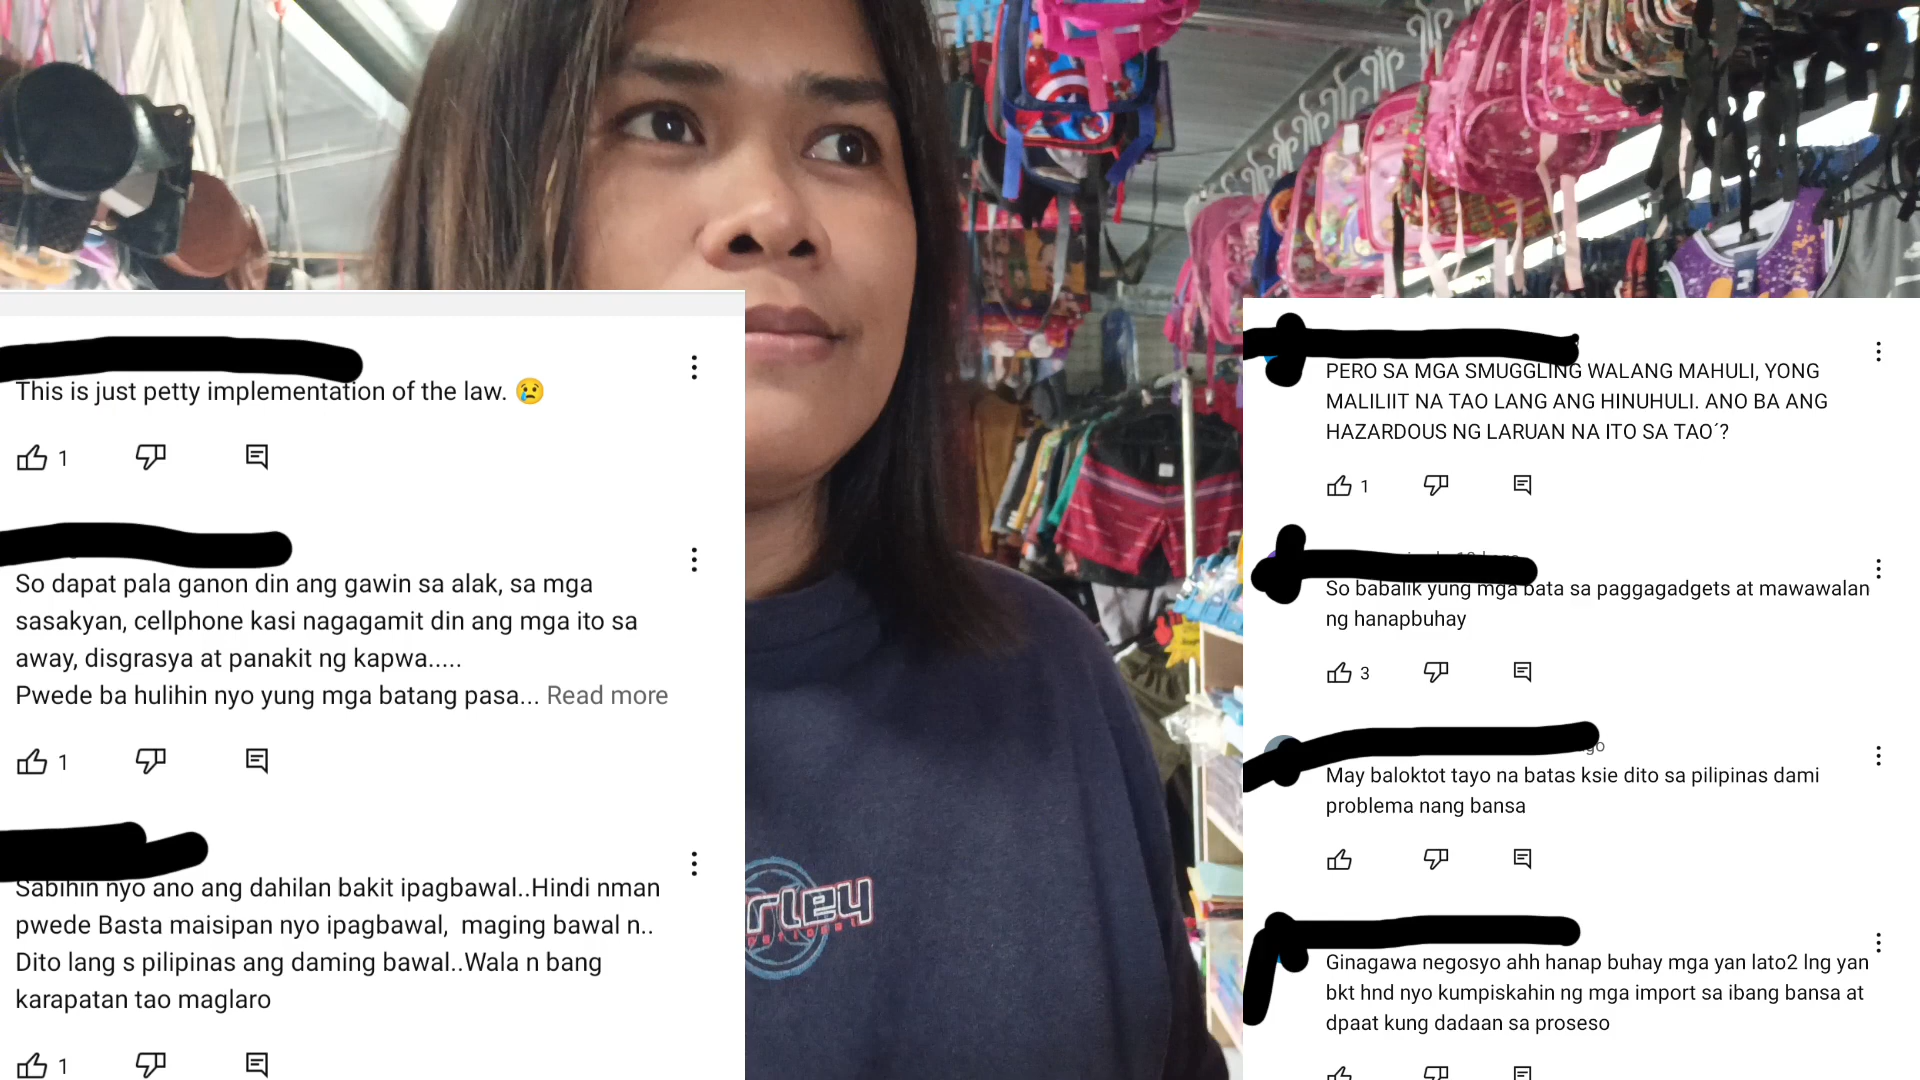 This is just petty implementation of the law. 😢
1
So dapat pala ganon din ang gawin sa alak, sa mga
sasakyan, cellphone kasi nagagamit din ang mga ito sa
away, disgrasya at panakit ng kapwa.....
Pwede ba hulihin nyo yung mga batang pasa... Read more
1
Sabihin nyo ano ang dahilan bakit ipagbawal..Hindi nman
pwede Basta maisipan nyo ipagbawal,  maging bawal n..
Dito lang s pilipinas ang daming bawal..Wala n bang
karapatan tao maglaro
1
rley
PERO SA MGA SMUGGLING WALANG MAHULI, YONG
MALILIIT NA TAO LANG ANG HINUHULI. ANO BA ANG
HAZARDOUS NG LARUAN NA ITO SA TAO´?
1
So babalik yung mga bata sa paggagadgets at mawawalan
ng hanapbuhay
3
May baloktot tayo na batas ksie dito sa pilipinas dami
problema nang bansa
Ginagawa negosyo ahh hanap buhay mga yan lato2 lng yan
bkt hnd nyo kumpiskahin ng mga import sa ibang bansa at
dpaat kung dadaan sa proseso